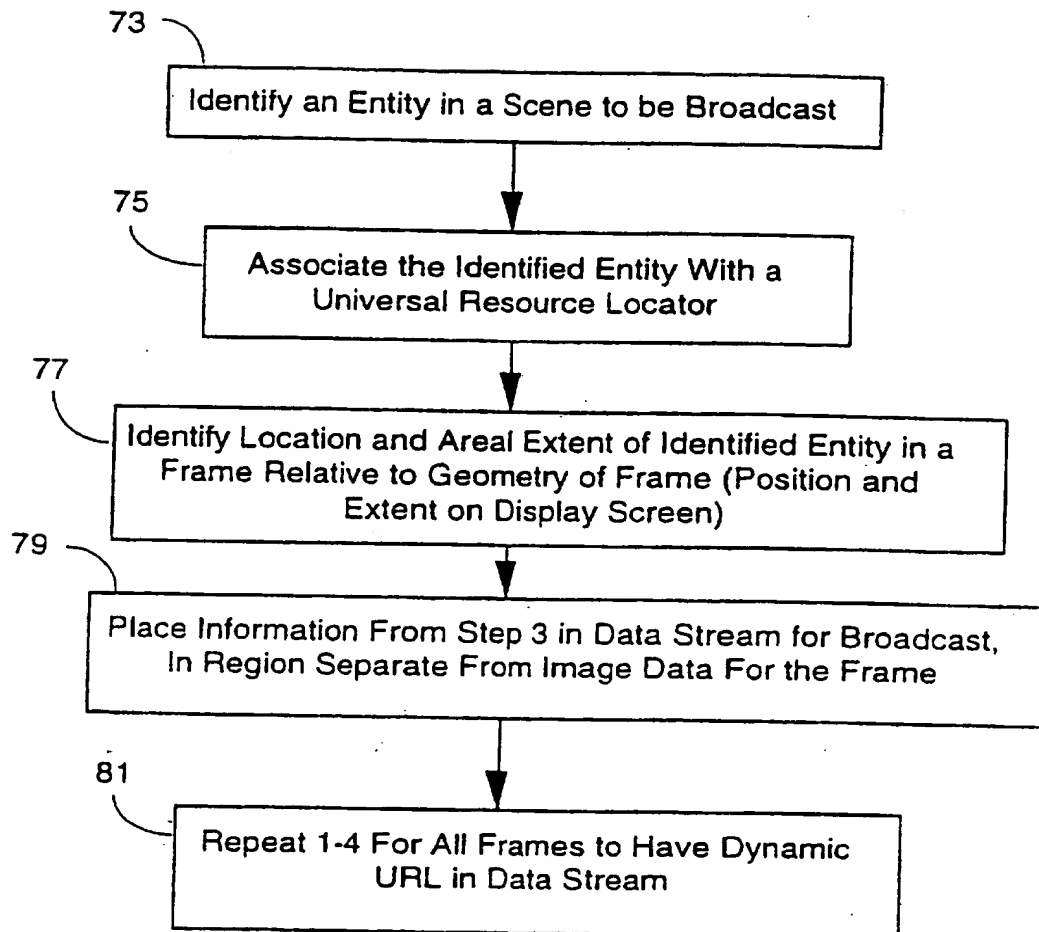 73
Identify an Entity in a Scene to be Broadcast
75
Associate the Identified Entity With a
Universal Resource Locator
77
Identify Location and Areal Extent of Identified Entity in a
Frame Relative to Geometry of Frame (Position and
Extent on Display Screen)
79
Place Information From Step 3 in Data Stream for Broadcast,
In Region Separate From Image Data For the Frame
81
Repeat 1-4 For All Frames to Have Dynamic
URL in Data Stream